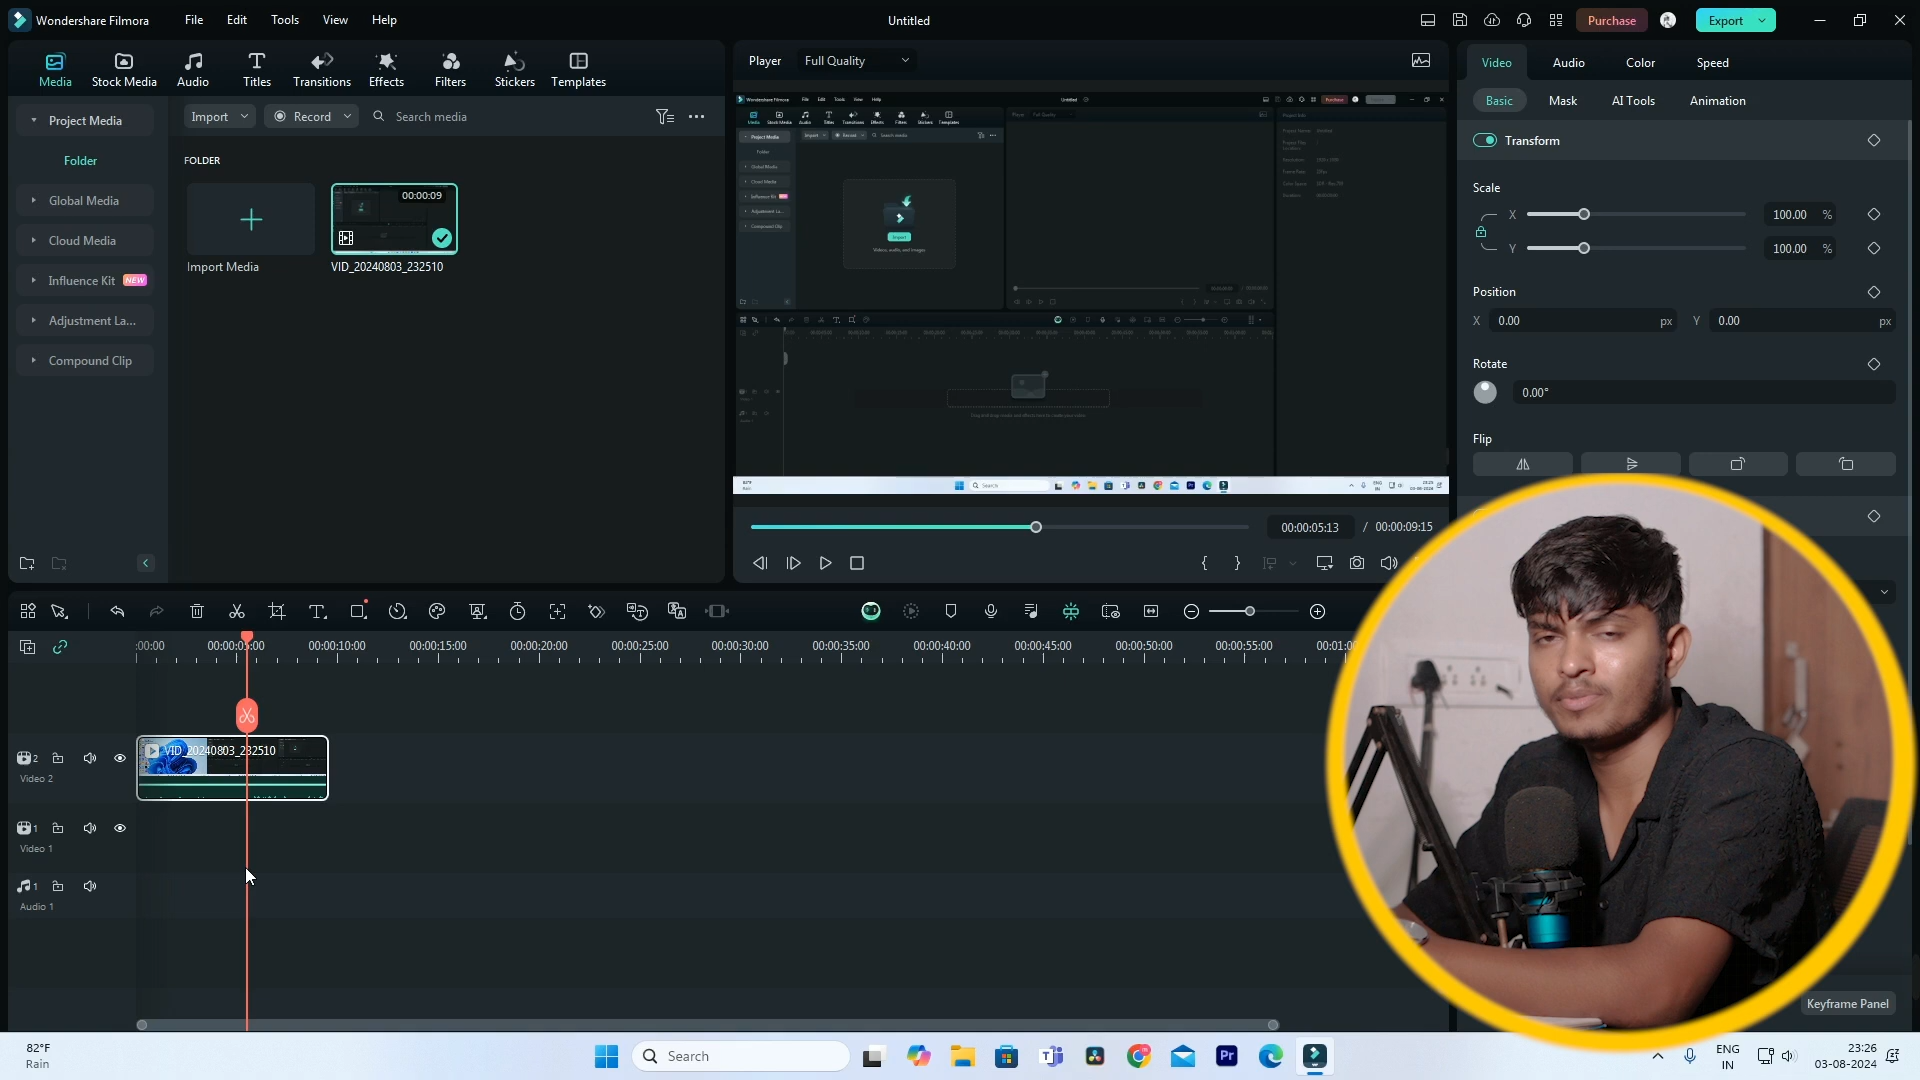 Wondershare Filmora
File Edit Tools View Help
Untitled
Purchase
Export
Media
Stock Media
Audio
Titles
Transitions
Effects
Filters
Stickers
Templates
Player
Full Quality
Video
Audio
Color
Speed
Project Media
Import
Record
Search media
Basic
Mask
AI Tools
Animation
Folder
FOLDER
Transform
Global Media
00:00:09
Scale
Cloud Media
X
100.00 %
Influence Kit NEW
Y
100.00 %
Import Media
VID_20240803_232510
Adjustment La...
Position
X 0.00 px Y 0.00 px
Compound Clip
Rotate
0.00°
Flip
00:00:05:13 / 00:00:09:15
:00:00
00:00:05:00
00:00:10:00
00:00:15:00
00:00:20:00
00:00:25:00
00:00:30:00
00:00:35:00
00:00:40:00
00:00:45:00
00:00:50:00
00:00:55:00
00:01:0
VID_20240803_232510
2
Video 2
1
Video 1
1
Audio 1
Keyframe Panel
82°F
Rain
Search
Pr
ENG
IN
23:26
03-08-2024